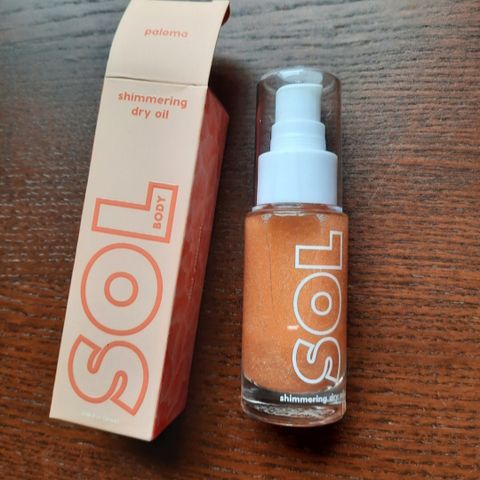 paloma
shimmering
dry oil
SOL
BODY
SOL
shimmering dry